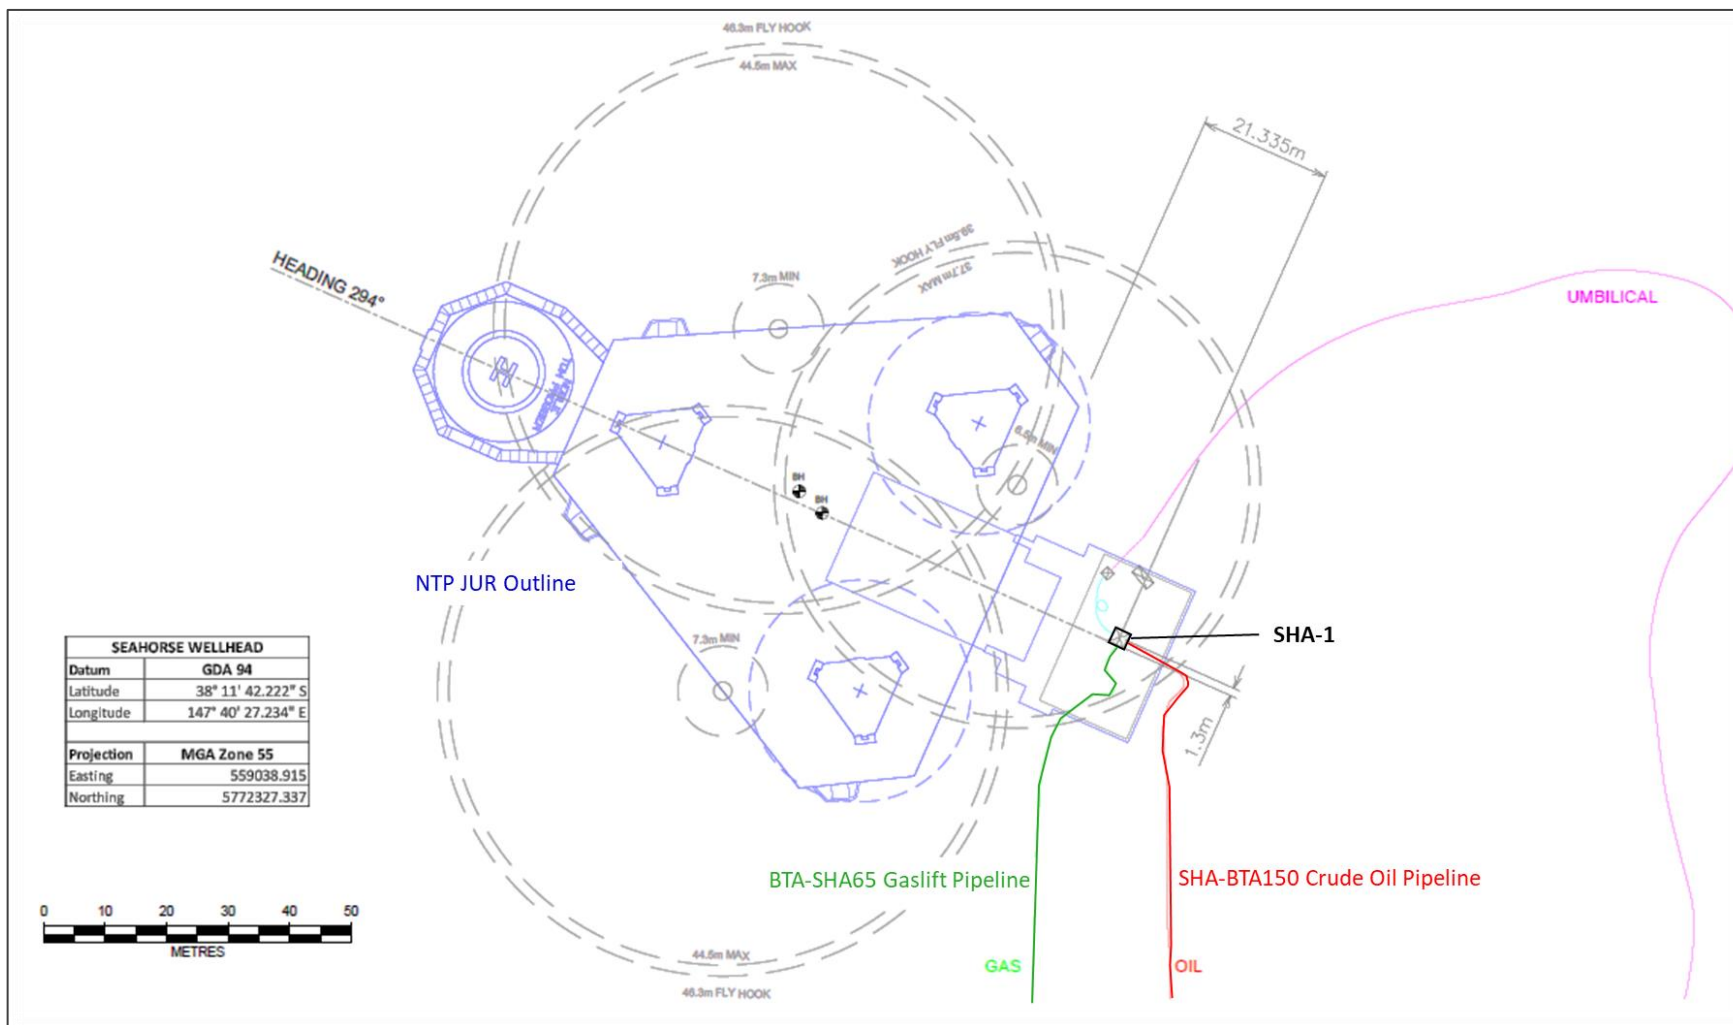 46.3m FLY HOOK
44.5m MAX
21.335m
39.5m FLY HOOK
37.7m MAX
HEADING 294°
7.3m MIN
UMBILICAL
H
6.5m MIN
BH
BH
NTP JUR Outline
7.3m MIN
SHA-1
SEAHORSE WELLHEAD
Datum GDA 94
Latitude 38° 11' 42.222" S
Longitude 147° 40' 27.234" E
Projection MGA Zone 55
Easting 559038.915
Northing 5772327.337
1.3m
BTA-SHA65 Gaslift Pipeline
SHA-BTA150 Crude Oil Pipeline
0 10 20 30 40 50
METRES
44.5m MAX
GAS
OIL
46.3m FLY HOOK